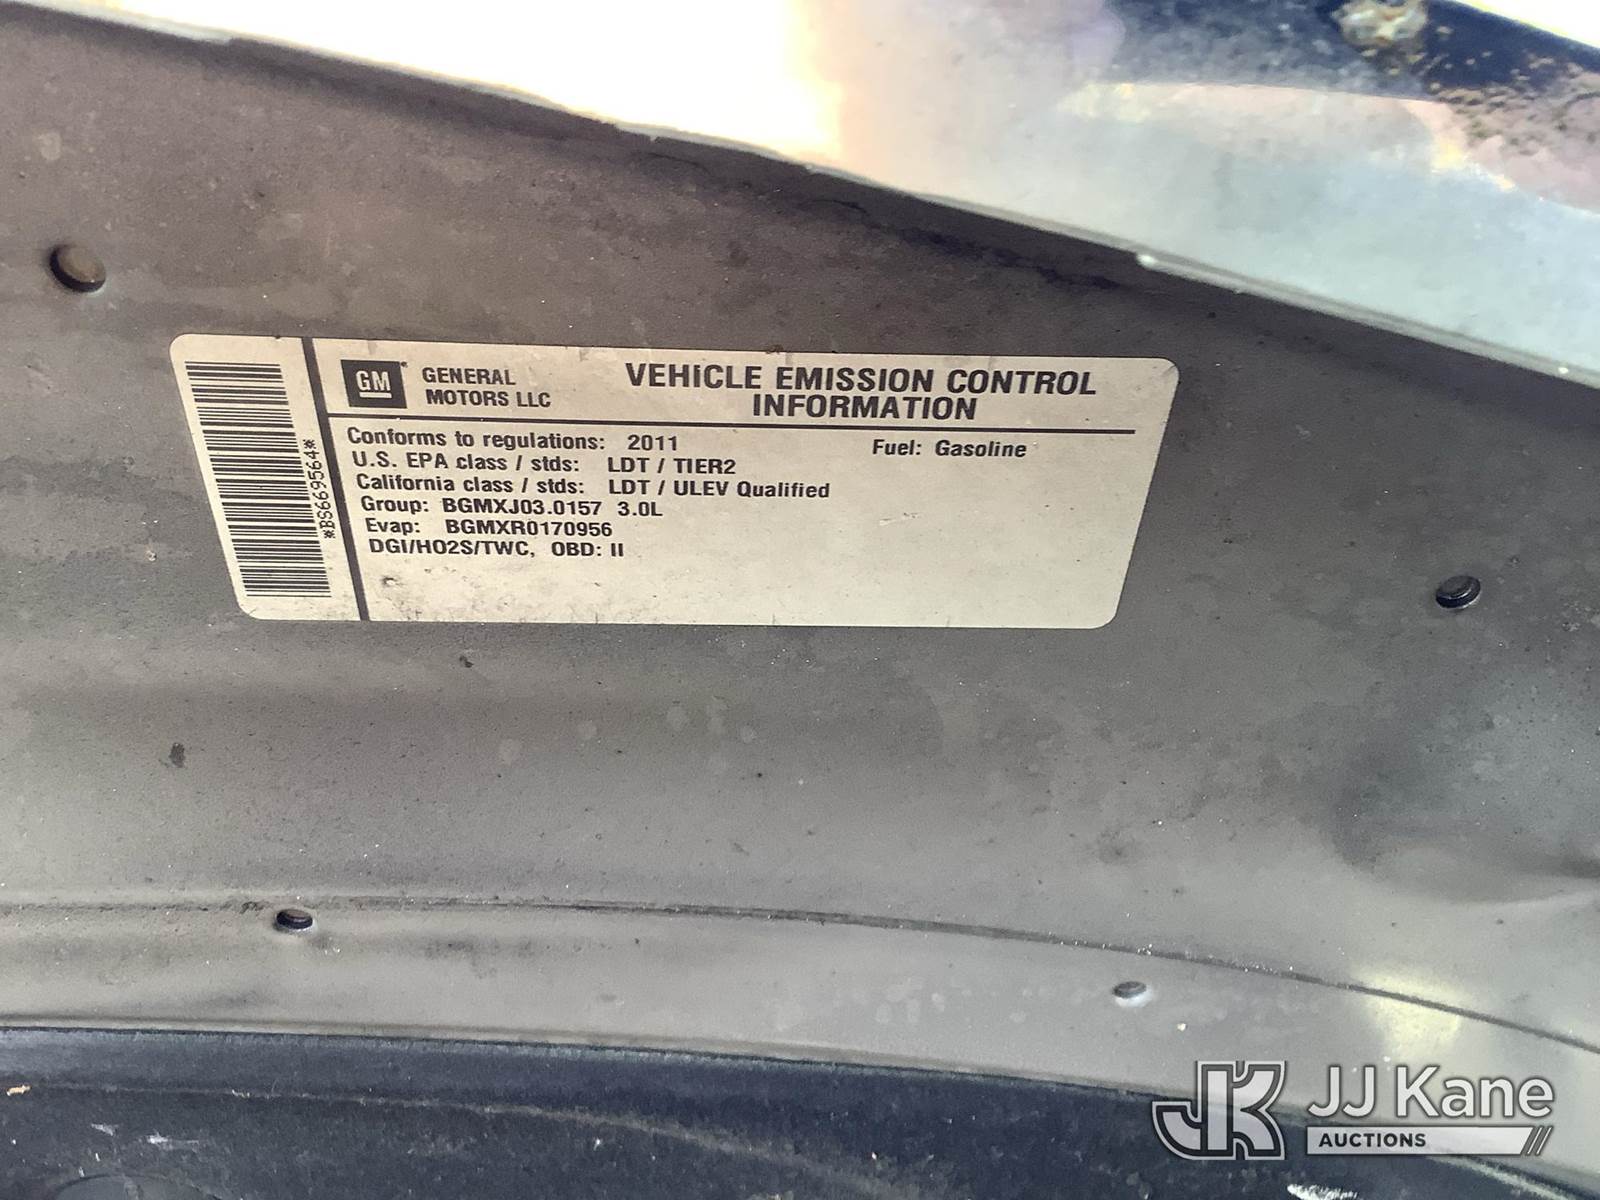 GM
GENERAL
MOTORS LLC
VEHICLE EMISSION CONTROL
INFORMATION
Conforms to regulations: 2011
Fuel: Gasoline
U.S. EPA class / stds: LDT / TIER2
California class / stds: LDT / ULEV Qualified
Group: BGMXJ03.0157 3.0L
Evap: BGMXR0170956
DGI/HO2S/TWC, OBD: II
*BS669564*
JK
JJ Kane
AUCTIONS